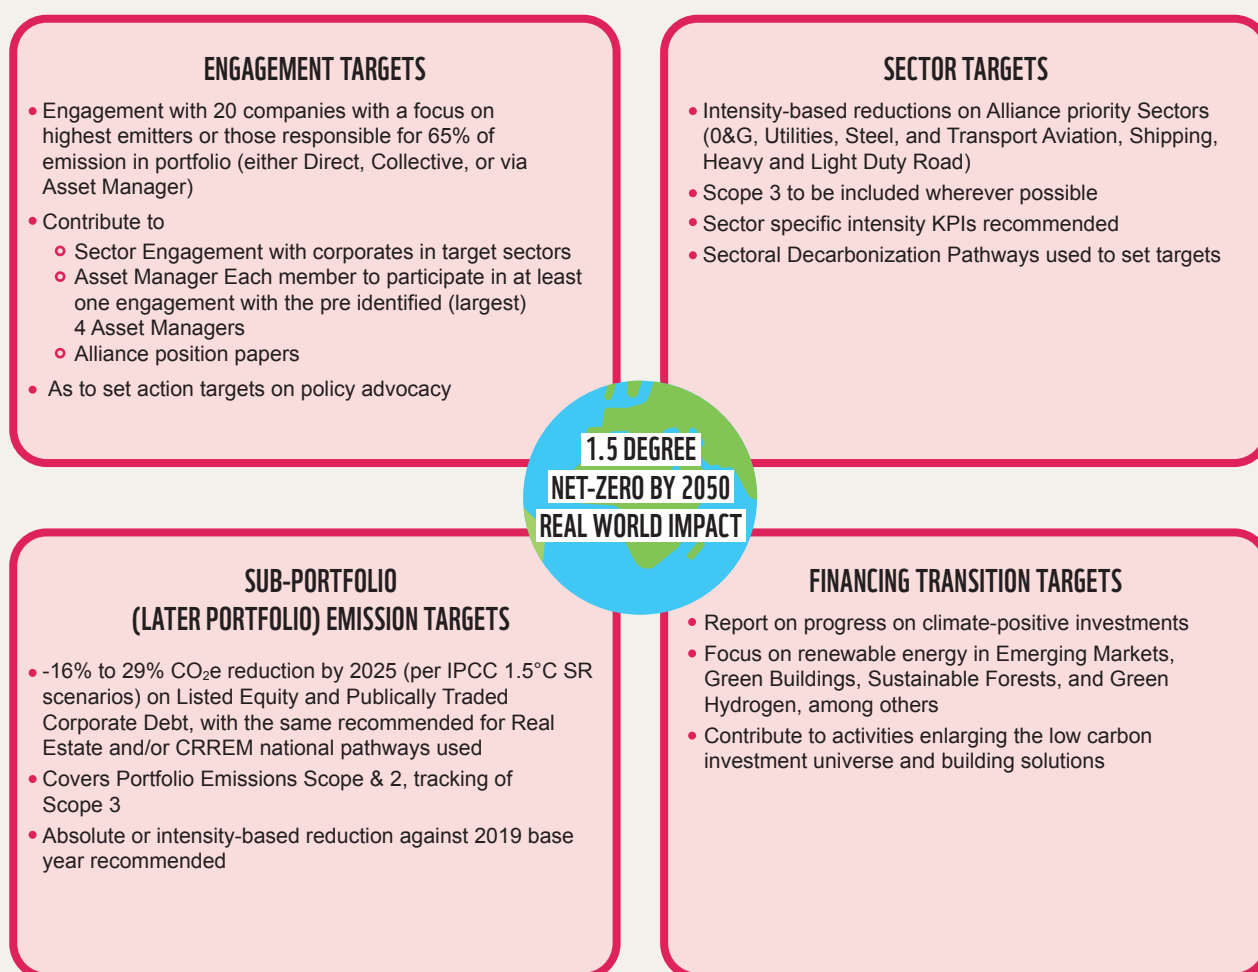 ENGAGEMENT TARGETS
• Engagement with 20 companies with a focus on
highest emitters or those responsible for 65% of
emission in portfolio (either Direct, Collective, or via
Asset Manager)
• Contribute to
Sector Engagement with corporates in target sectors
Asset Manager Each member to participate in at least
one engagement with the pre identified (largest)
4 Asset Managers
Alliance position papers
• As to set action targets on policy advocacy
SECTOR TARGETS
• Intensity-based reductions on Alliance priority Sectors
(0&G, Utilities, Steel, and Transport Aviation, Shipping,
Heavy and Light Duty Road)
• Scope 3 to be included wherever possible
• Sector specific intensity KPIs recommended
• Sectoral Decarbonization Pathways used to set targets
1.5 DEGREE
NET-ZERO BY 2050
REAL WORLD IMPACT
SUB-PORTFOLIO
(LATER PORTFOLIO) EMISSION TARGETS
• -16% to 29% CO₂e reduction by 2025 (per IPCC 1.5°C SR
scenarios) on Listed Equity and Publically Traded
Corporate Debt, with the same recommended for Real
Estate and/or CRREM national pathways used
• Covers Portfolio Emissions Scope & 2, tracking of
Scope 3
• Absolute or intensity-based reduction against 2019 base
year recommended
FINANCING TRANSITION TARGETS
• Report on progress on climate-positive investments
• Focus on renewable energy in Emerging Markets,
Green Buildings, Sustainable Forests, and Green
Hydrogen, among others
• Contribute to activities enlarging the low carbon
investment universe and building solutions